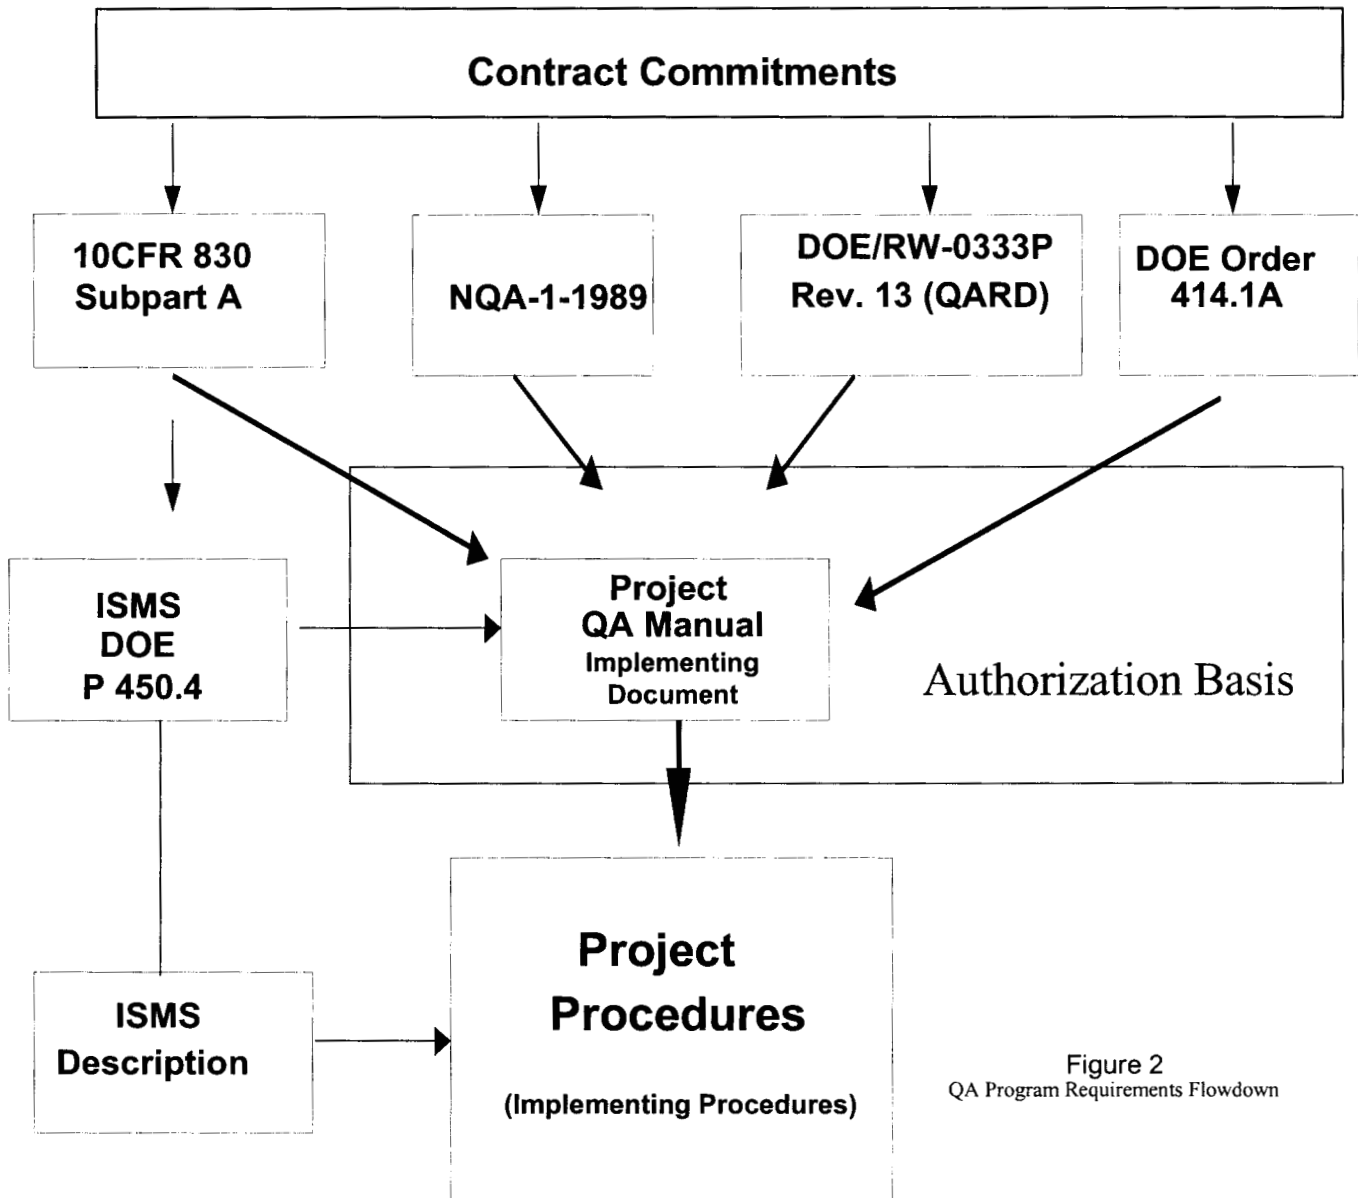 Contract Commitments
10CFR 830
Subpart A
NQA-1-1989
DOE/RW-0333P
Rev. 13 (QARD)
DOE Order
414.1A
ISMS
DOE
P 450.4
Project
QA Manual
Implementing
Document
Authorization Basis
ISMS
Description
Project
Procedures
(Implementing Procedures)
Figure 2
QA Program Requirements Flowdown